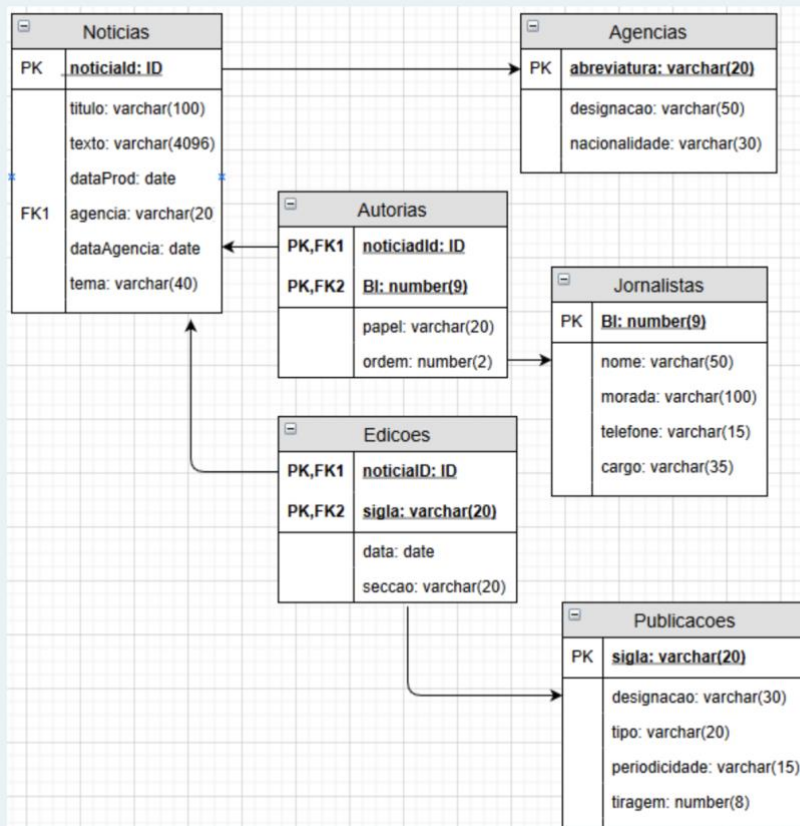 Noticias
PK noticiaId: ID
titulo: varchar(100)
texto: varchar(4096)
dataProd: date
FK1 agencia: varchar(20
dataAgencia: date
tema: varchar(40)
Agencias
PK abreviatura: varchar(20)
designacao: varchar(50)
nacionalidade: varchar(30)
Autorias
PK,FK1 noticiadId: ID
PK,FK2 BI: number(9)
papel: varchar(20)
ordem: number(2)
Jornalistas
PK BI: number(9)
nome: varchar(50)
morada: varchar(100)
telefone: varchar(15)
cargo: varchar(35)
Edicoes
PK,FK1 noticiaID: ID
PK,FK2 sigla: varchar(20)
data: date
seccao: varchar(20)
Publicacoes
PK sigla: varchar(20)
designacao: varchar(30)
tipo: varchar(20)
periodicidade: varchar(15)
tiragem: number(8)